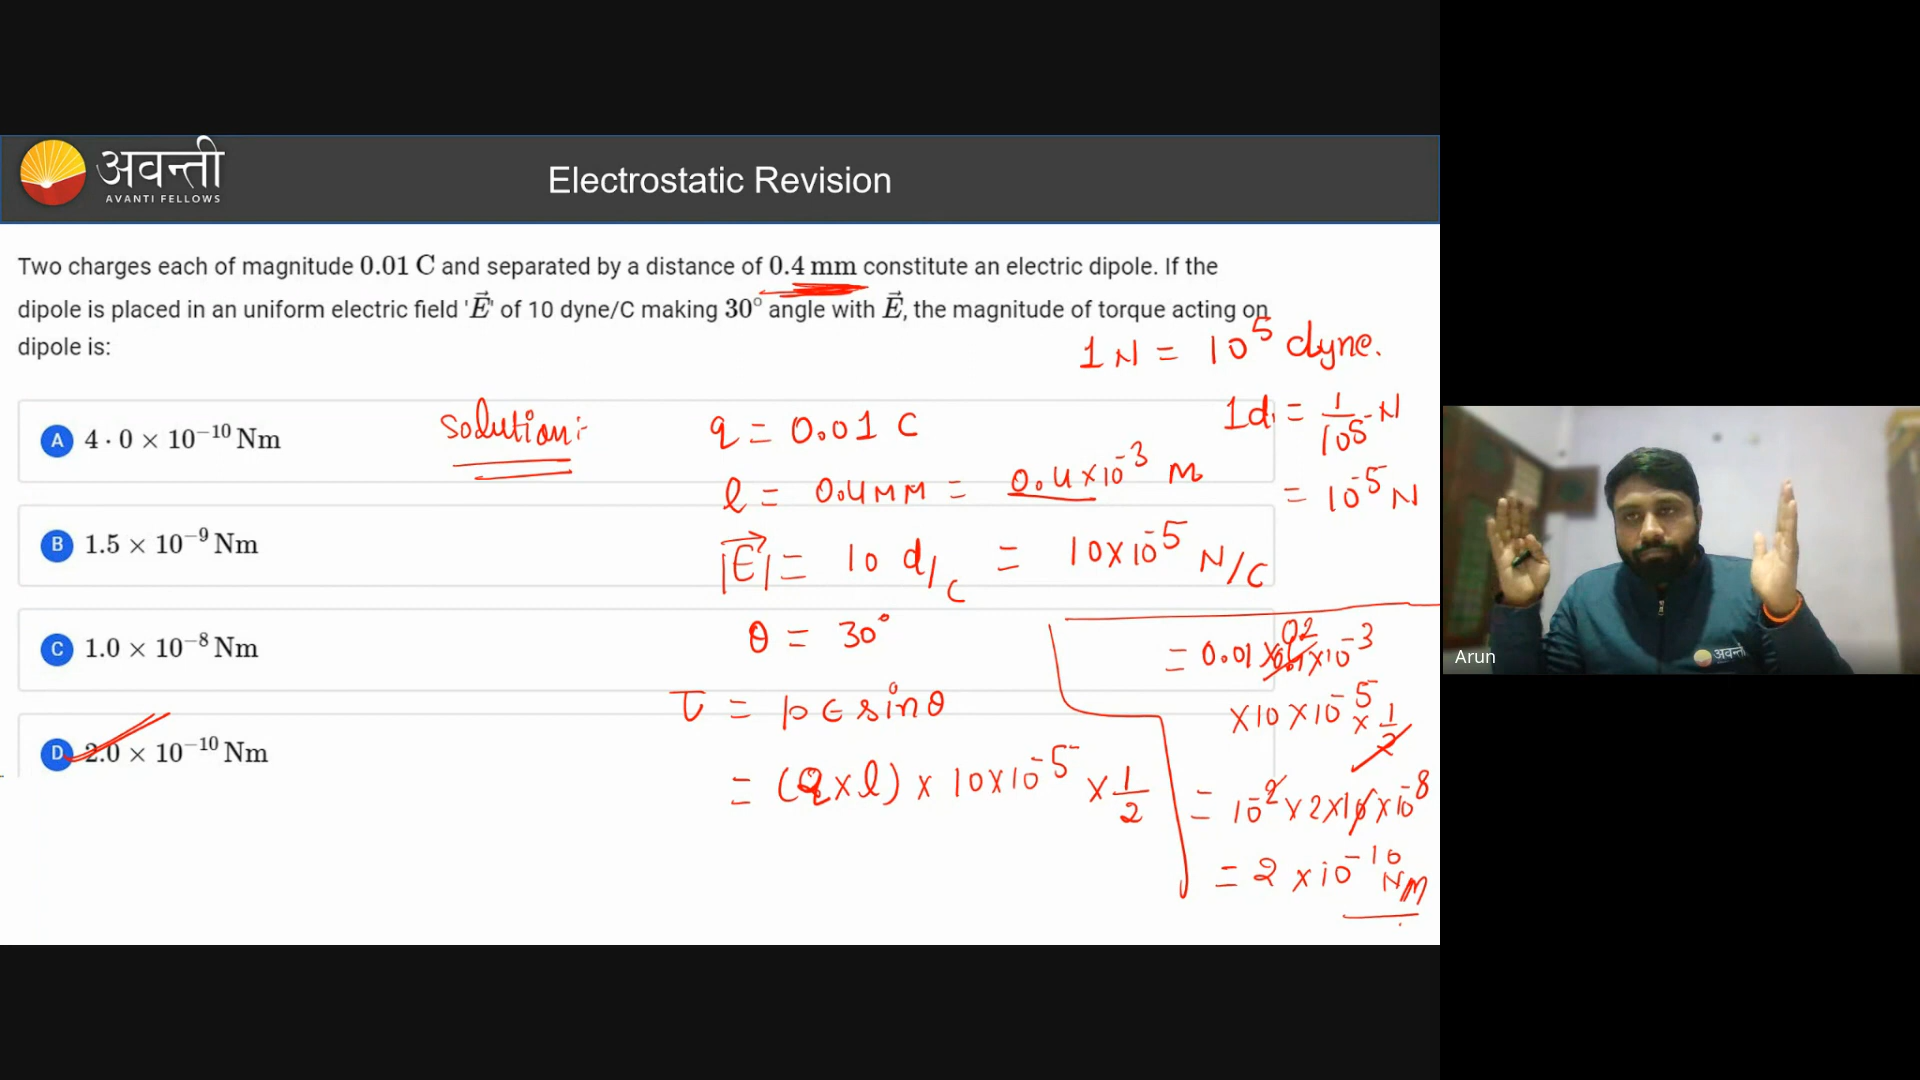 अवन्ती
AVANTI FELLOWS
Electrostatic Revision
Two charges each of magnitude 0.01 C and separated by a distance of 0.4 mm constitute an electric dipole. If the
dipole is placed in an uniform electric field 'E⃗' of 10 dyne/C making 30° angle with E⃗, the magnitude of torque acting on
dipole is:
A 4·0 × 10⁻¹⁰ Nm
B 1.5 × 10⁻⁹ Nm
C 1.0 × 10⁻⁸ Nm
D 2.0 × 10⁻¹⁰ Nm
Solution:
1 N = 10⁵ dyne.
1d = 1/10⁵ N
= 10⁻⁵ N
q = 0.01 C
l = 0.4mm = 0.4×10⁻³ m
|E⃗| = 10 d/C = 10×10⁻⁵ N/C
θ = 30°
τ = pE sinθ
= (q×l) × 10×10⁻⁵ × 1/2
= 0.01 × 0.2 ×10⁻³
×10×10⁻⁵ × 1/2
= 10⁻² × 2×10 × 10⁻⁸
= 2 ×10⁻¹⁰ Nm
Arun
अवन्ती